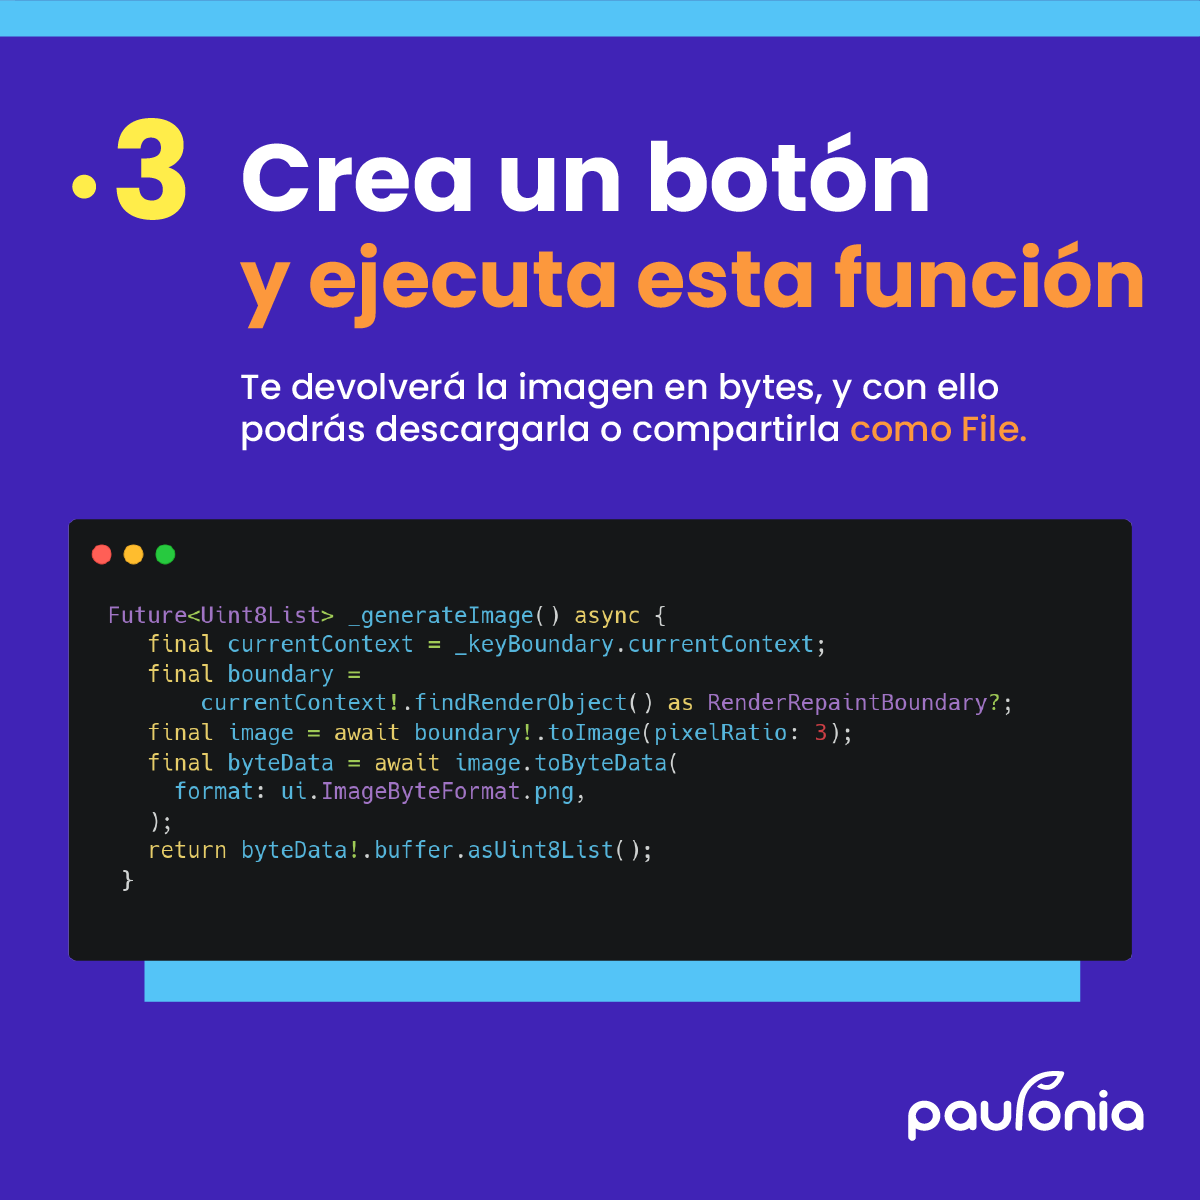 .3
Crea un botón
y ejecuta esta función
Te devolverá la imagen en bytes, y con ello
podrás descargarla o compartirla como File.
Future<Uint8List> _generateImage() async {
final currentContext = _keyBoundary.currentContext;
final boundary =
currentContext!.findRenderObject() as RenderRepaintBoundary?;
final image = await boundary!.toImage(pixelRatio: 3);
final byteData = await image.toByteData(
format: ui.ImageByteFormat.png,
);
return byteData!.buffer.asUint8List();
}
paulonia